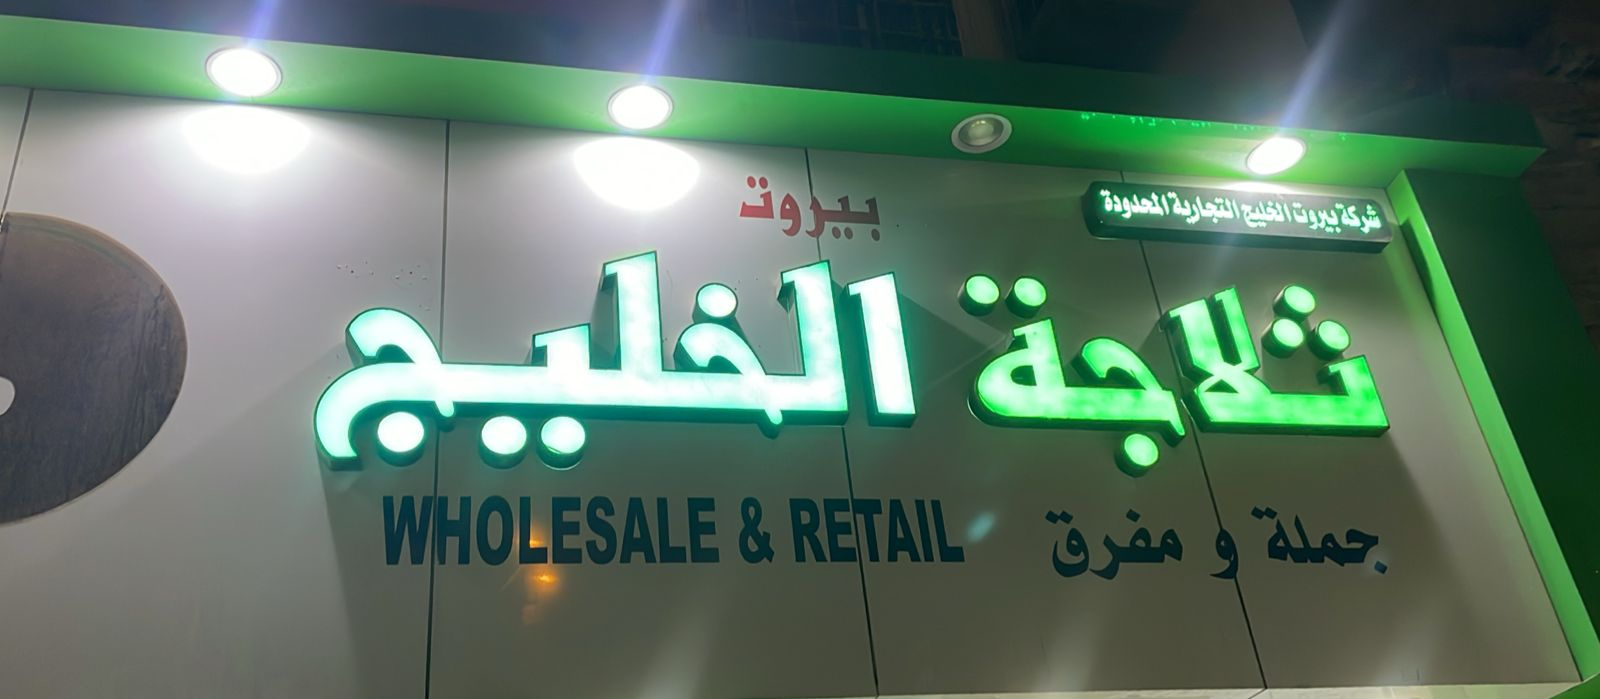 شركة بيروت الخليج التجارية المحدودة
بيروت
ثلاجة الخليج
جملة و مفرق WHOLESALE & RETAIL